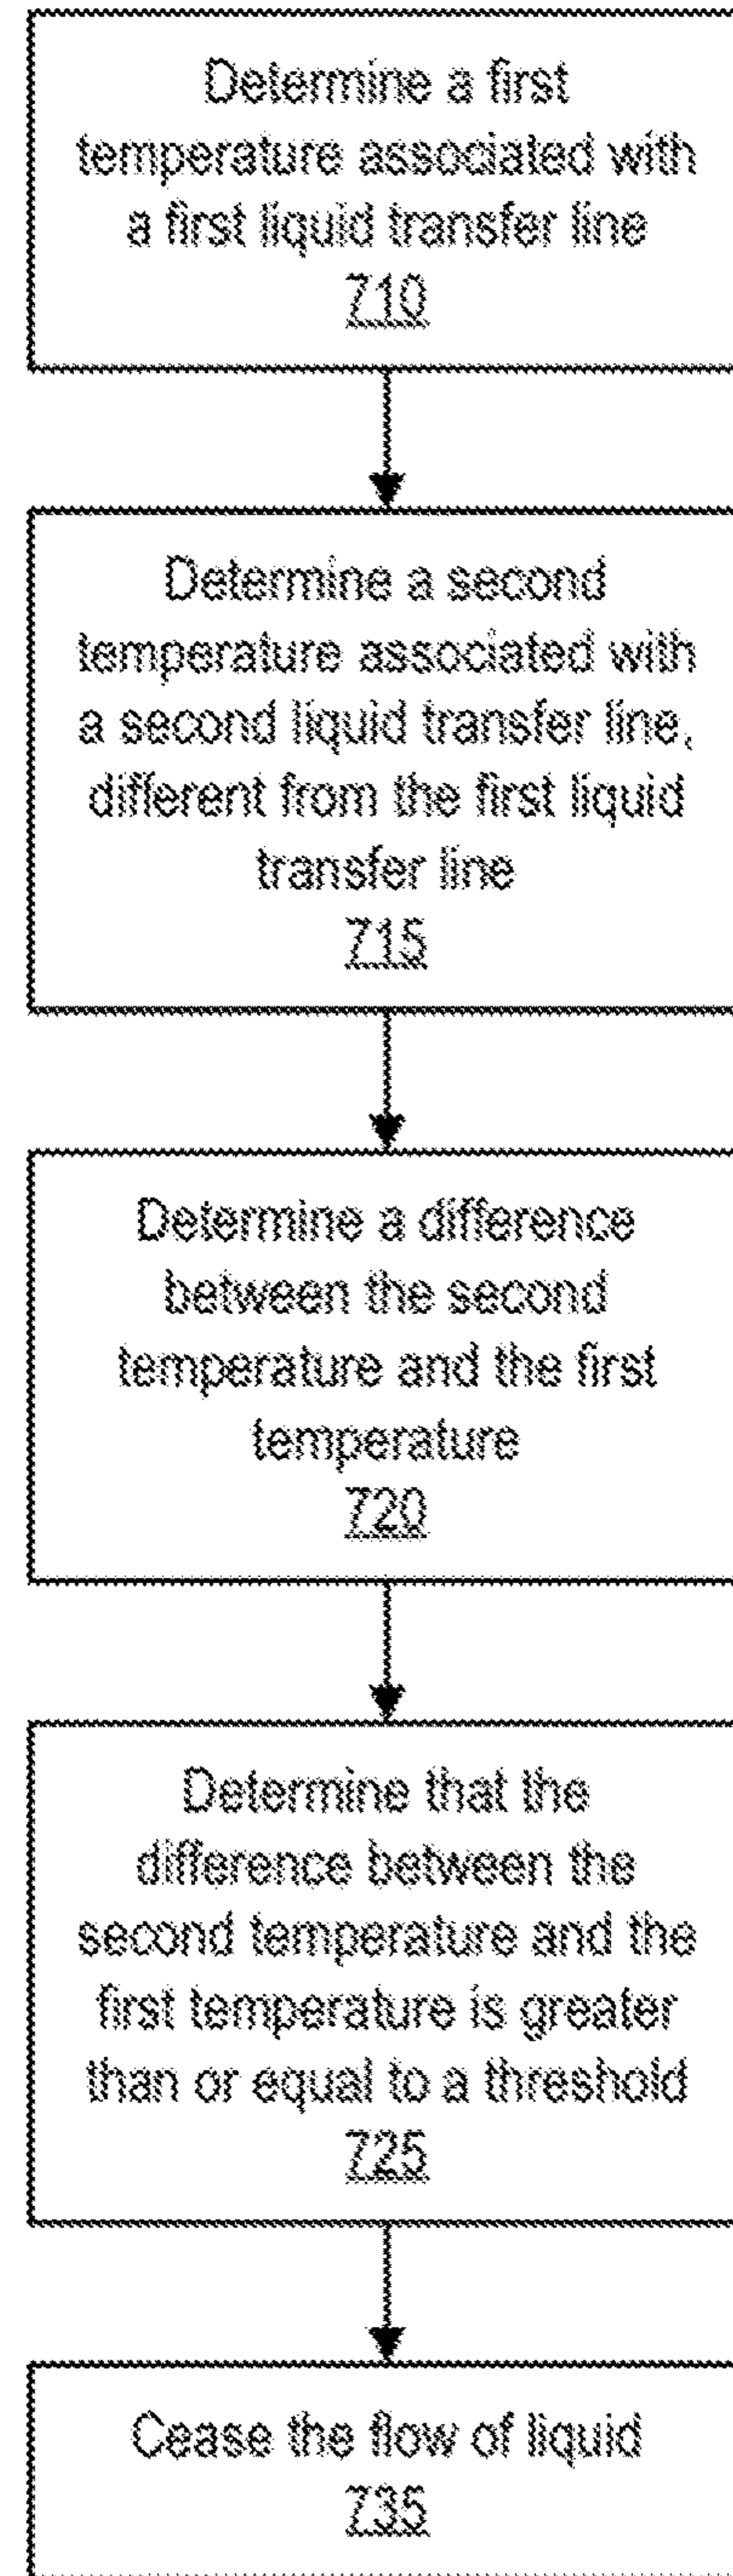 Determine a first
temperature associated with
a first liquid transfer line
710
Determine a second
temperature associated with
a second liquid transfer line,
different from the first liquid
transfer line
715
Determine a difference
between the second
temperature and the first
temperature
720
Determine that the
difference between the
second temperature and the
first temperature is greater
than or equal to a threshold
725
Cease the flow of liquid
735